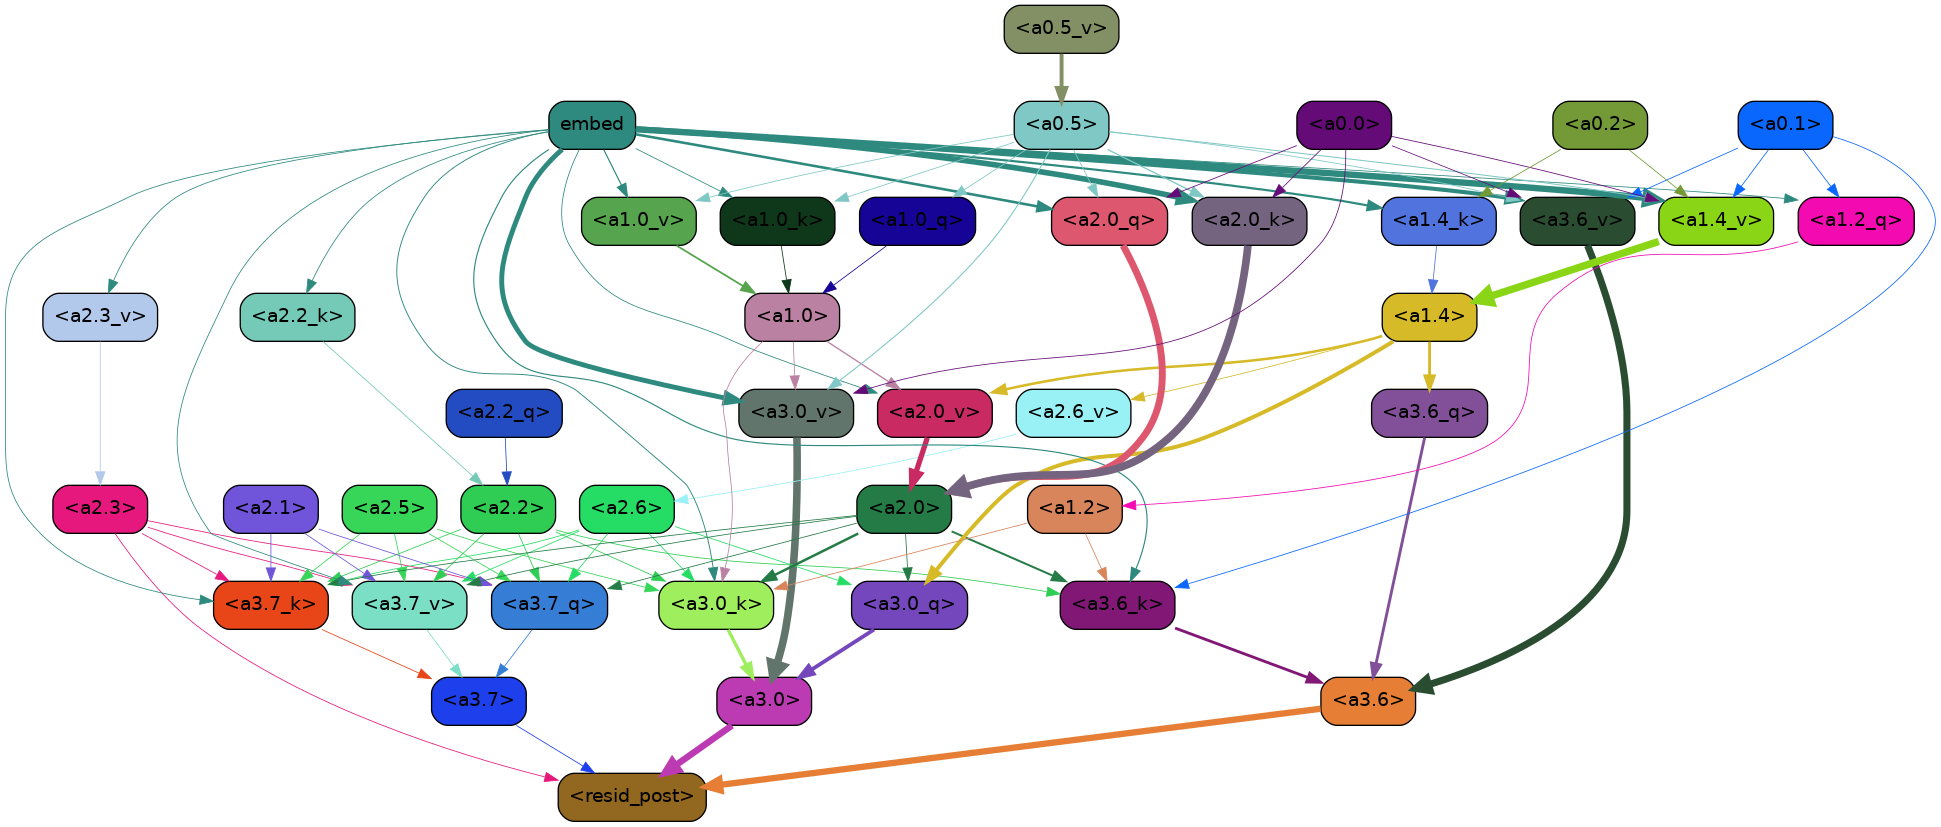 <a0.5_v>
embed
<a0.5>
<a0.0>
<a0.2>
<a0.1>
<a1.0_v>
<a1.0_k>
<a1.0_q>
<a2.0_q>
<a2.0_k>
<a1.4_k>
<a3.6_v>
<a1.4_v>
<a1.2_q>
<a2.3_v>
<a2.2_k>
<a1.0>
<a1.4>
<a2.2_q>
<a3.0_v>
<a2.0_v>
<a2.6_v>
<a3.6_q>
<a2.3>
<a2.1>
<a2.5>
<a2.2>
<a2.6>
<a2.0>
<a1.2>
<a3.7_k>
<a3.7_v>
<a3.7_q>
<a3.0_k>
<a3.0_q>
<a3.6_k>
<a3.7>
<a3.0>
<a3.6>
<resid_post>